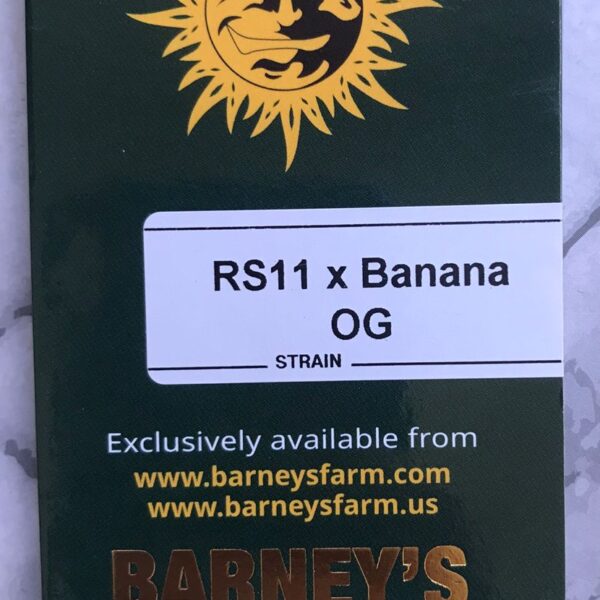 RS11 x Banana
OG
STRAIN
Exclusively available from
www.barneysfarm.com
www.barneysfarm.us
BARNEY'S